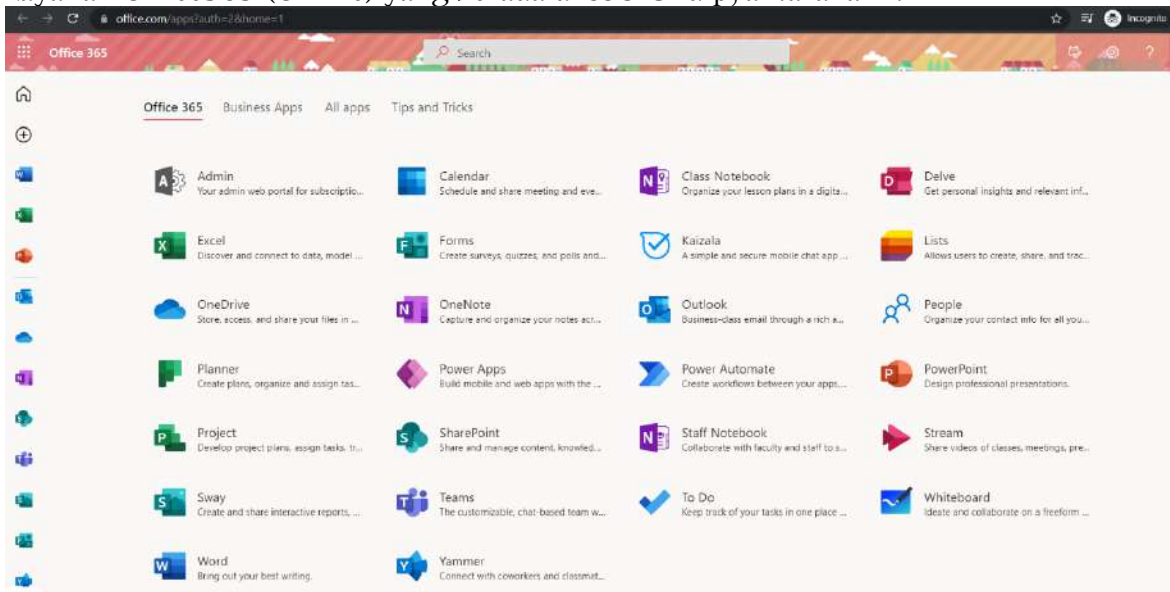 office.com/apps?auth=2&home=1
Incognito
Office 365
Search
Office 365 Business Apps All apps Tips and Tricks
Admin
Your admin web portal for subscriptio...
Calendar
Schedule and share meeting and eve...
Class Notebook
Organize your lesson plans in a digita...
Delve
Get personal insights and relevant inf...
Excel
Discover and connect to data, model ...
Forms
Create surveys, quizzes, and polls and...
Kaizala
A simple and secure mobile chat app ...
Lists
Allows users to create, share, and trac...
OneDrive
Store, access, and share your files in ...
OneNote
Capture and organize your notes acr...
Outlook
Business-class email through a rich a...
People
Organize your contact info for all you...
Planner
Create plans, organize and assign tas...
Power Apps
Build mobile and web apps with the ...
Power Automate
Create workflows between your apps,...
PowerPoint
Design professional presentations.
Project
Develop project plans, assign tasks, tr...
SharePoint
Share and manage content, knowled...
Staff Notebook
Collaborate with faculty and staff to s...
Stream
Share videos of classes, meetings, pre...
Sway
Create and share interactive reports, ...
Teams
The customizable, chat-based team w...
To Do
Keep track of your tasks in one place ...
Whiteboard
Ideate and collaborate on a freeform ...
Word
Bring out your best writing.
Yammer
Connect with coworkers and classmat...